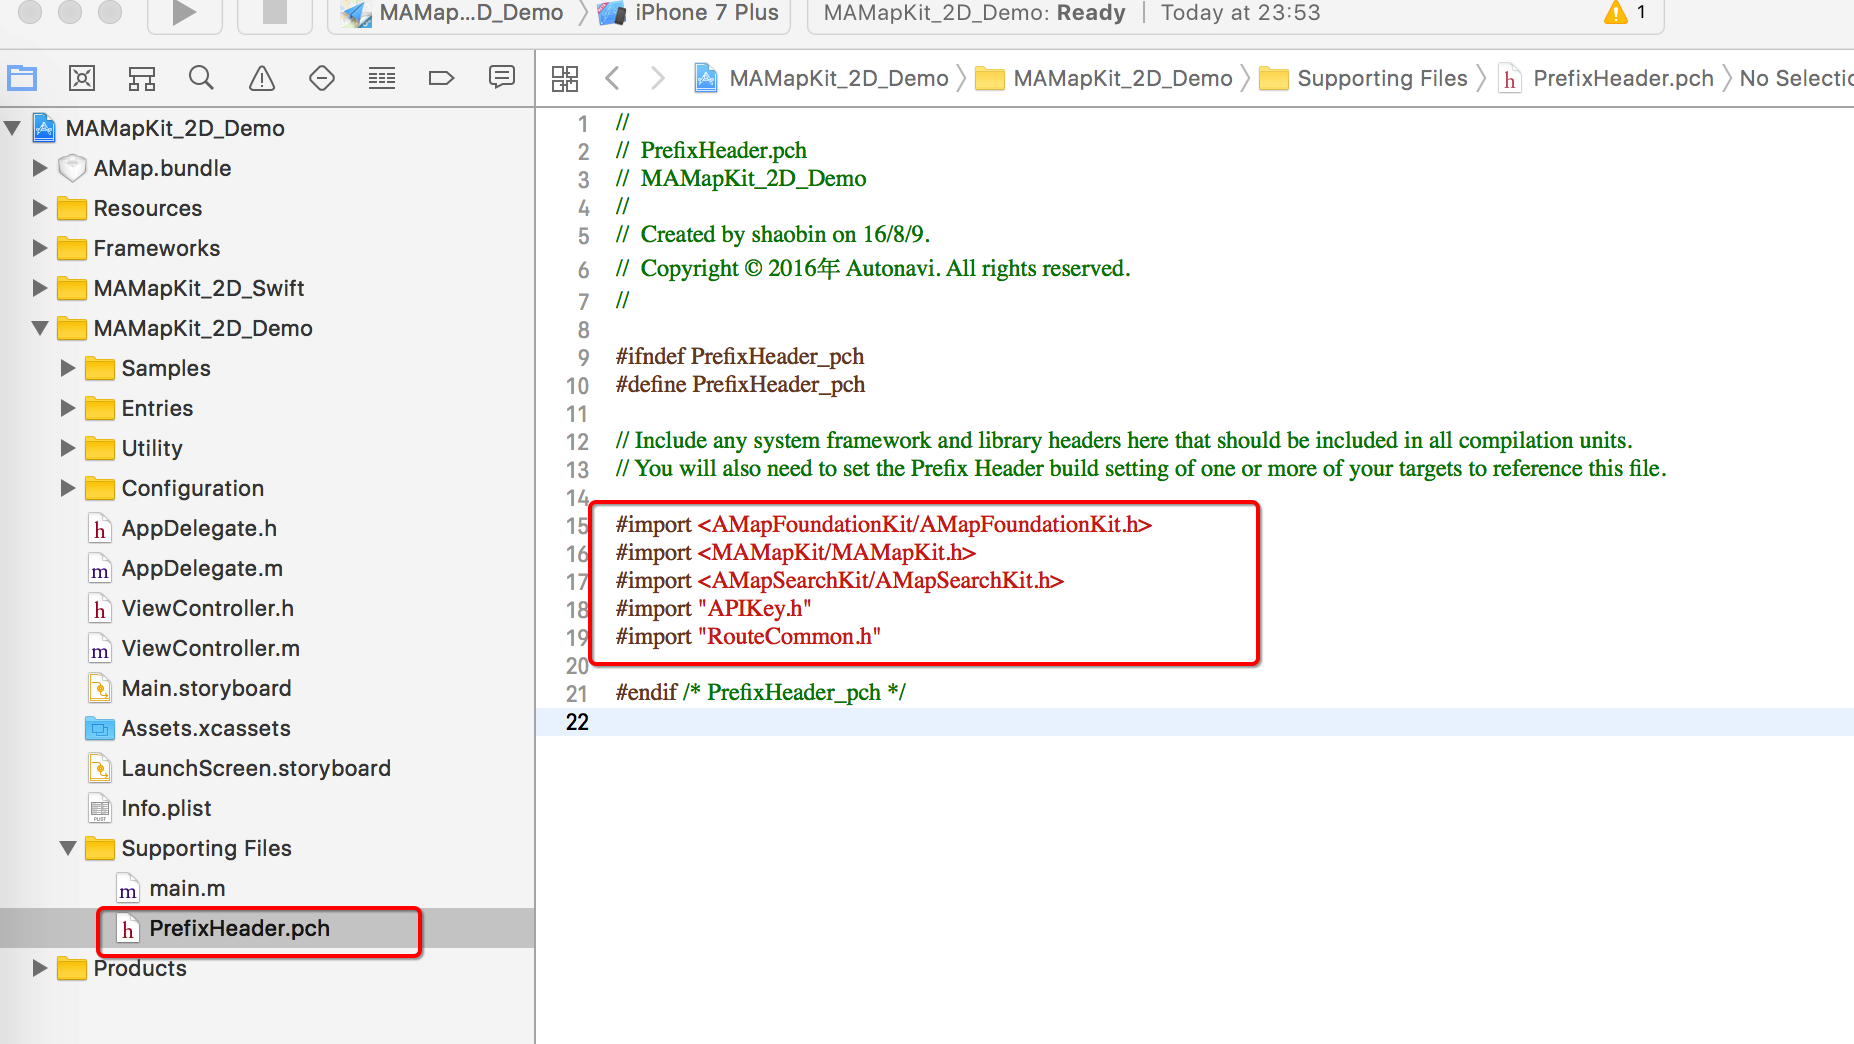 MAMap...D_Demo 〉 iPhone 7 Plus
MAMapKit_2D_Demo: Ready | Today at 23:53
1
MAMapKit_2D_Demo 〉 MAMapKit_2D_Demo 〉 Supporting Files 〉 h PrefixHeader.pch 〉 No Selectio
MAMapKit_2D_Demo
AMap.bundle
Resources
Frameworks
MAMapKit_2D_Swift
MAMapKit_2D_Demo
Samples
Entries
Utility
Configuration
h AppDelegate.h
m AppDelegate.m
h ViewController.h
m ViewController.m
Main.storyboard
Assets.xcassets
LaunchScreen.storyboard
PLIST Info.plist
Supporting Files
m main.m
h PrefixHeader.pch
Products
1 //
2 //  PrefixHeader.pch
3 //  MAMapKit_2D_Demo
4 //
5 //  Created by shaobin on 16/8/9.
6 //  Copyright © 2016年 Autonavi. All rights reserved.
7 //
8
9 #ifndef PrefixHeader_pch
10 #define PrefixHeader_pch
11
12 // Include any system framework and library headers here that should be included in all compilation units.
13 // You will also need to set the Prefix Header build setting of one or more of your targets to reference this file.
14
15 #import <AMapFoundationKit/AMapFoundationKit.h>
16 #import <MAMapKit/MAMapKit.h>
17 #import <AMapSearchKit/AMapSearchKit.h>
18 #import "APIKey.h"
19 #import "RouteCommon.h"
20
21 #endif /* PrefixHeader_pch */
22